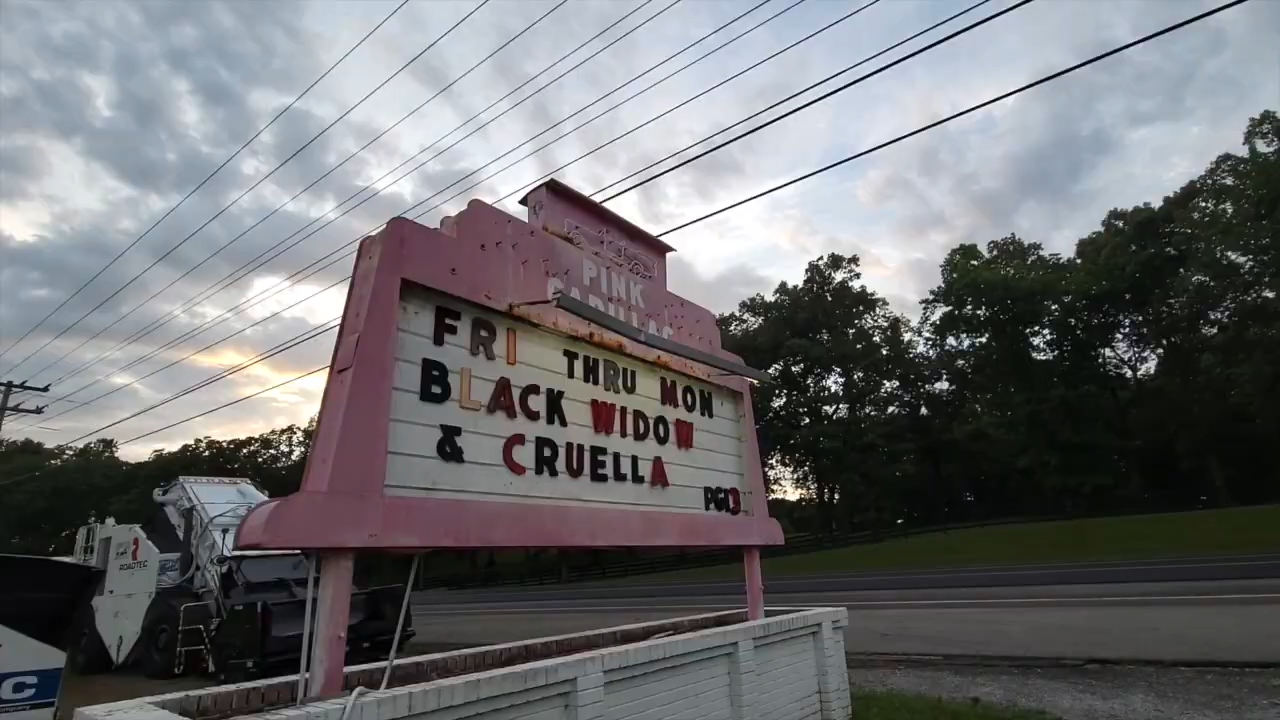 PINK
CADILLAC
FRI THRU MON
BLACK WIDOW
& CRUELLA
PG13
ROADTEC
C